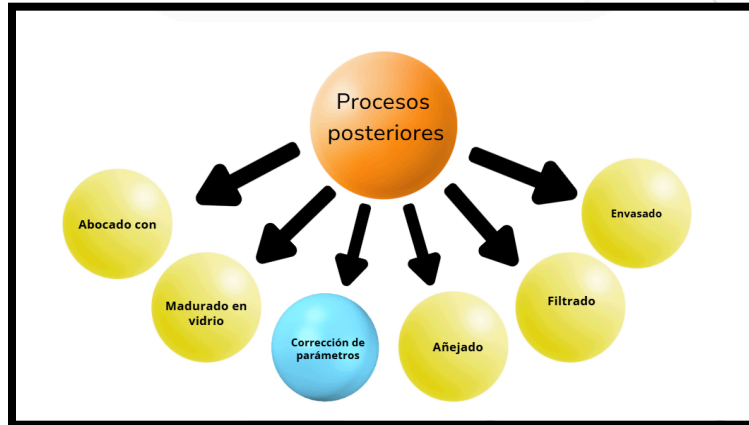 Procesos
posteriores
Abocado con
Madurado en
vidrio
Corrección de
parámetros
Añejado
Filtrado
Envasado